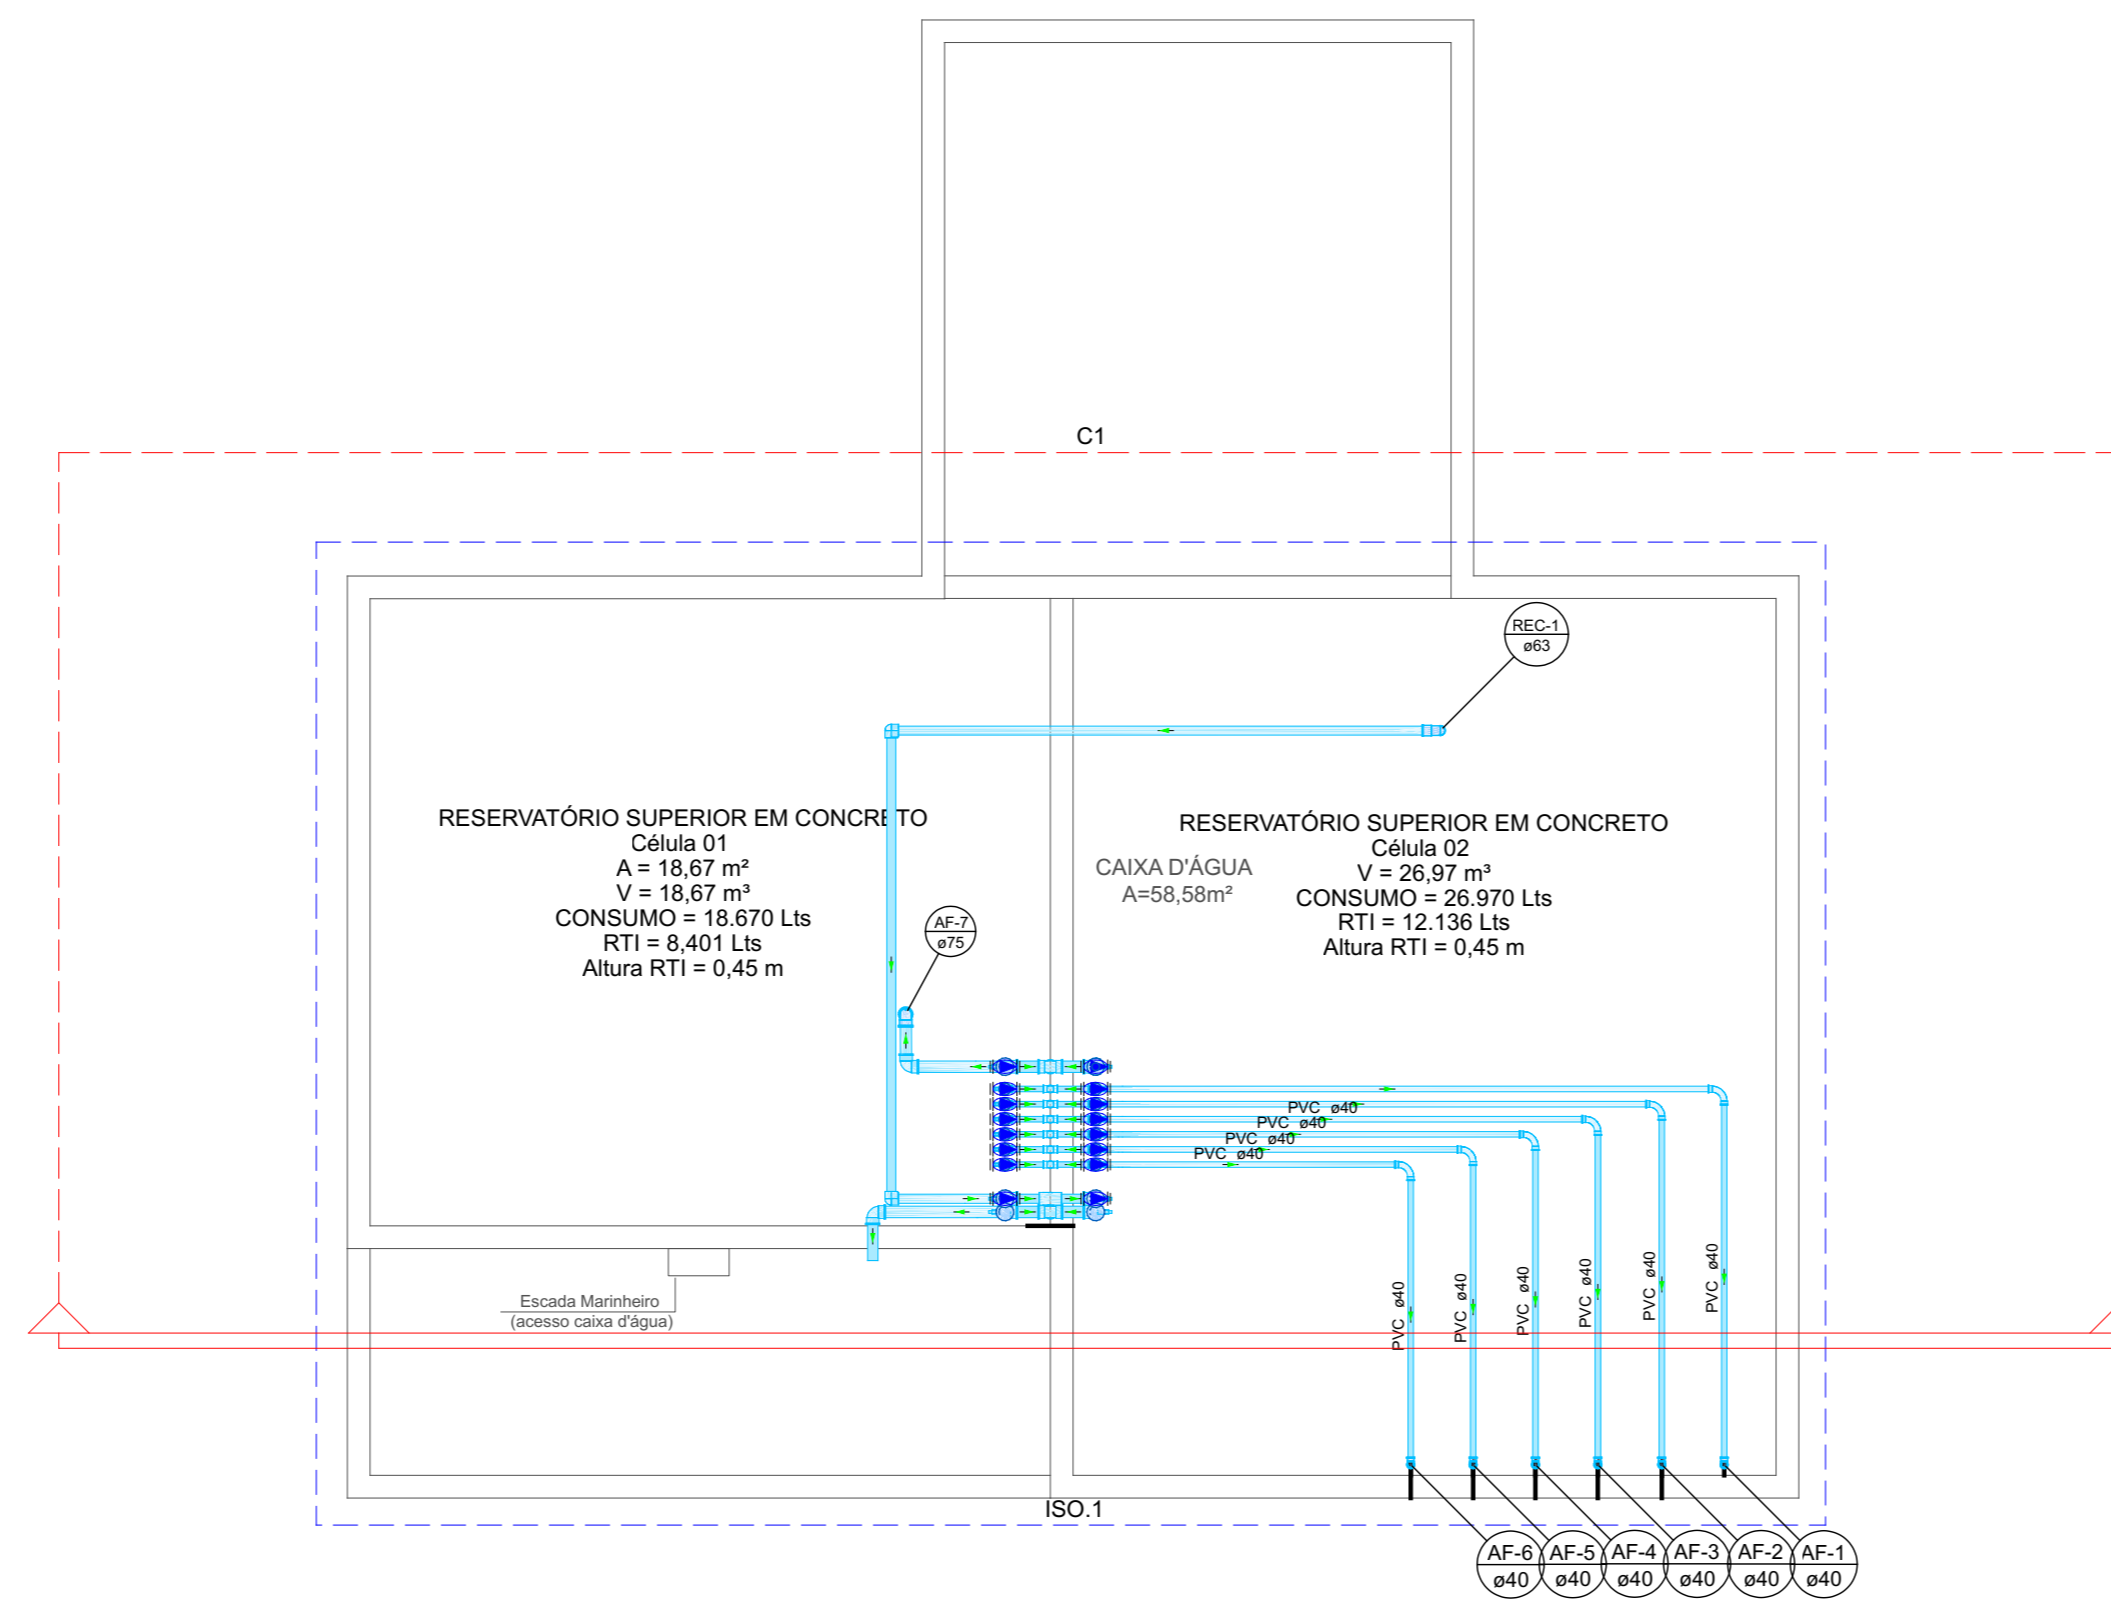 C1
REC-1
ø63
RESERVATÓRIO SUPERIOR EM CONCRETO
Célula 01
A = 18,67 m²
V = 18,67 m³
CONSUMO = 18.670 Lts
RTI = 8,401 Lts
Altura RTI = 0,45 m
CAIXA D'ÁGUA
A=58,58m²
RESERVATÓRIO SUPERIOR EM CONCRETO
Célula 02
V = 26,97 m³
CONSUMO = 26.970 Lts
RTI = 12.136 Lts
Altura RTI = 0,45 m
AF-7
ø75
PVC ø40
PVC ø40
PVC ø40
PVC ø40
PVC ø40
PVC ø40
PVC ø40
PVC ø40
PVC ø40
PVC ø40
Escada Marinheiro
(acesso caixa d'água)
ISO.1
AF-6
ø40
AF-5
ø40
AF-4
ø40
AF-3
ø40
AF-2
ø40
AF-1
ø40